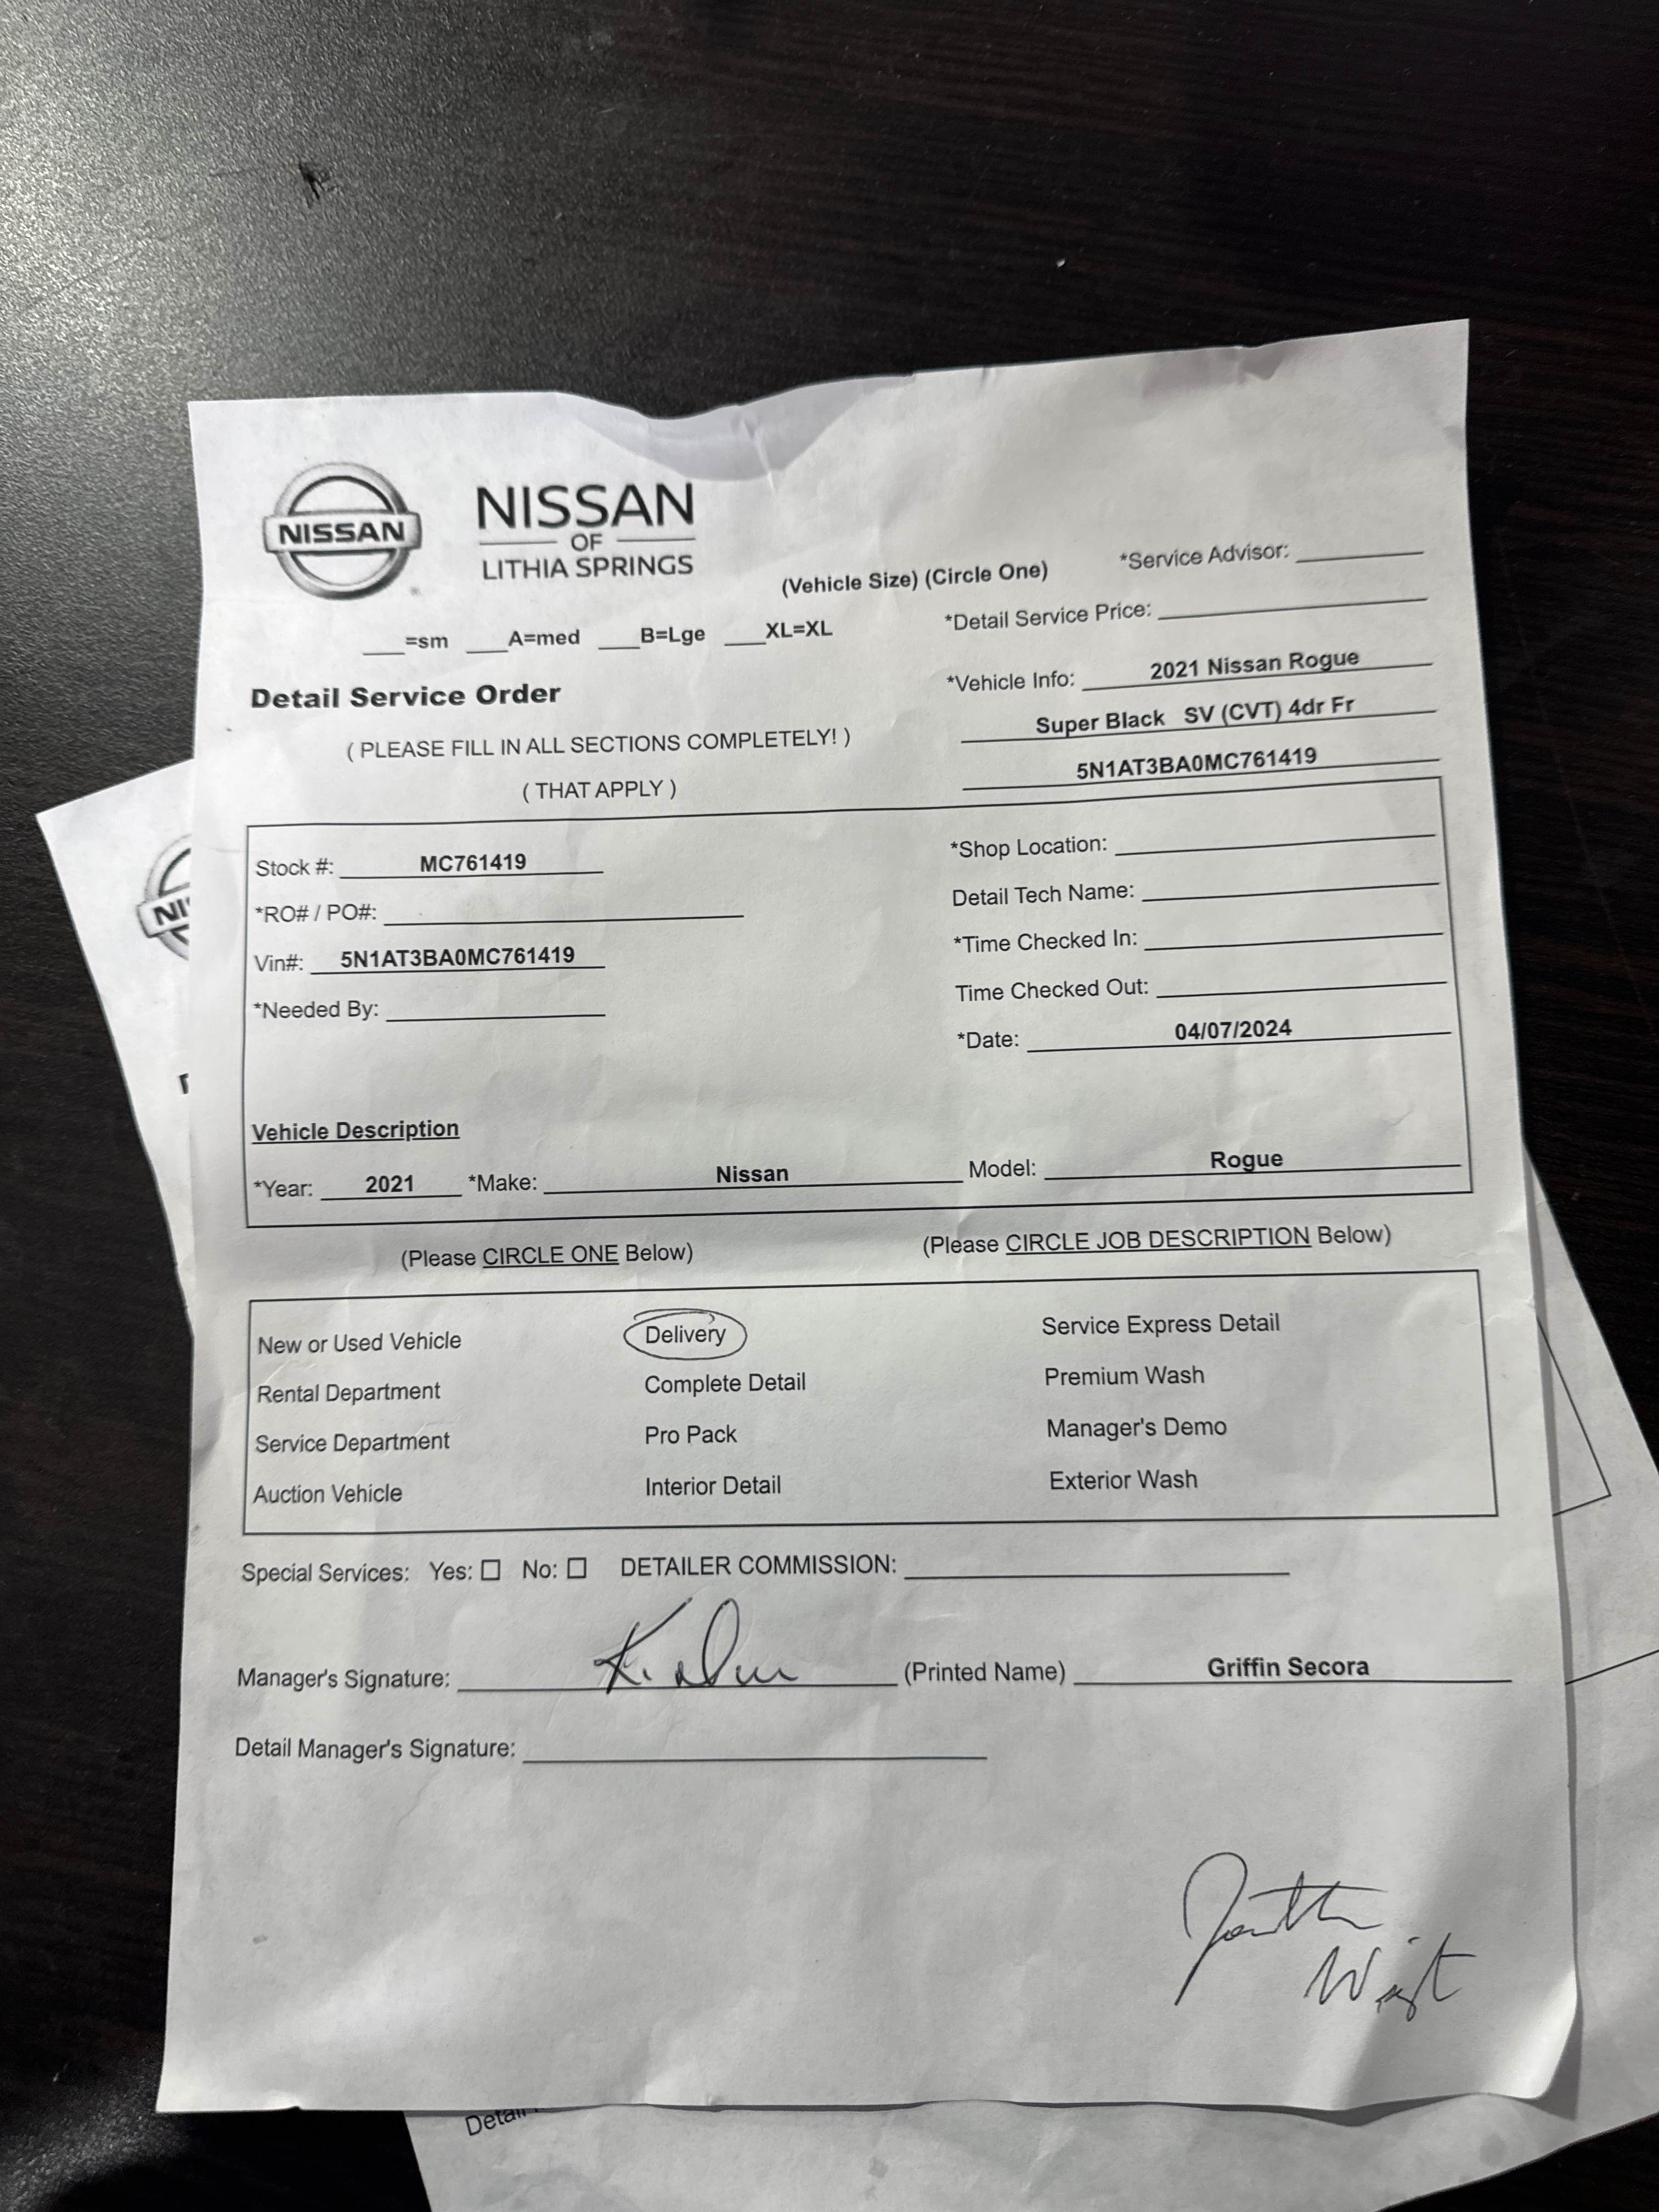 NISSAN
NISSAN
OF
LITHIA SPRINGS
(Vehicle Size) (Circle One)
*Service Advisor:
___=sm ___A=med ___B=Lge ___XL=XL
*Detail Service Price:
Detail Service Order
*Vehicle Info: 2021 Nissan Rogue
( PLEASE FILL IN ALL SECTIONS COMPLETELY! )
Super Black SV (CVT) 4dr Fr
( THAT APPLY )
5N1AT3BA0MC761419
Stock #: MC761419
*RO# / PO#:
Vin#: 5N1AT3BA0MC761419
*Needed By:
*Shop Location:
Detail Tech Name:
*Time Checked In:
Time Checked Out:
*Date: 04/07/2024
Vehicle Description
*Year: 2021 *Make: Nissan Model: Rogue
(Please CIRCLE ONE Below) (Please CIRCLE JOB DESCRIPTION Below)
New or Used Vehicle Delivery Service Express Detail
Rental Department Complete Detail Premium Wash
Service Department Pro Pack Manager's Demo
Auction Vehicle Interior Detail Exterior Wash
Special Services: Yes: ☐ No: ☐ DETAILER COMMISSION:
Manager's Signature: (Printed Name) Griffin Secora
Detail Manager's Signature:
NI
Detail